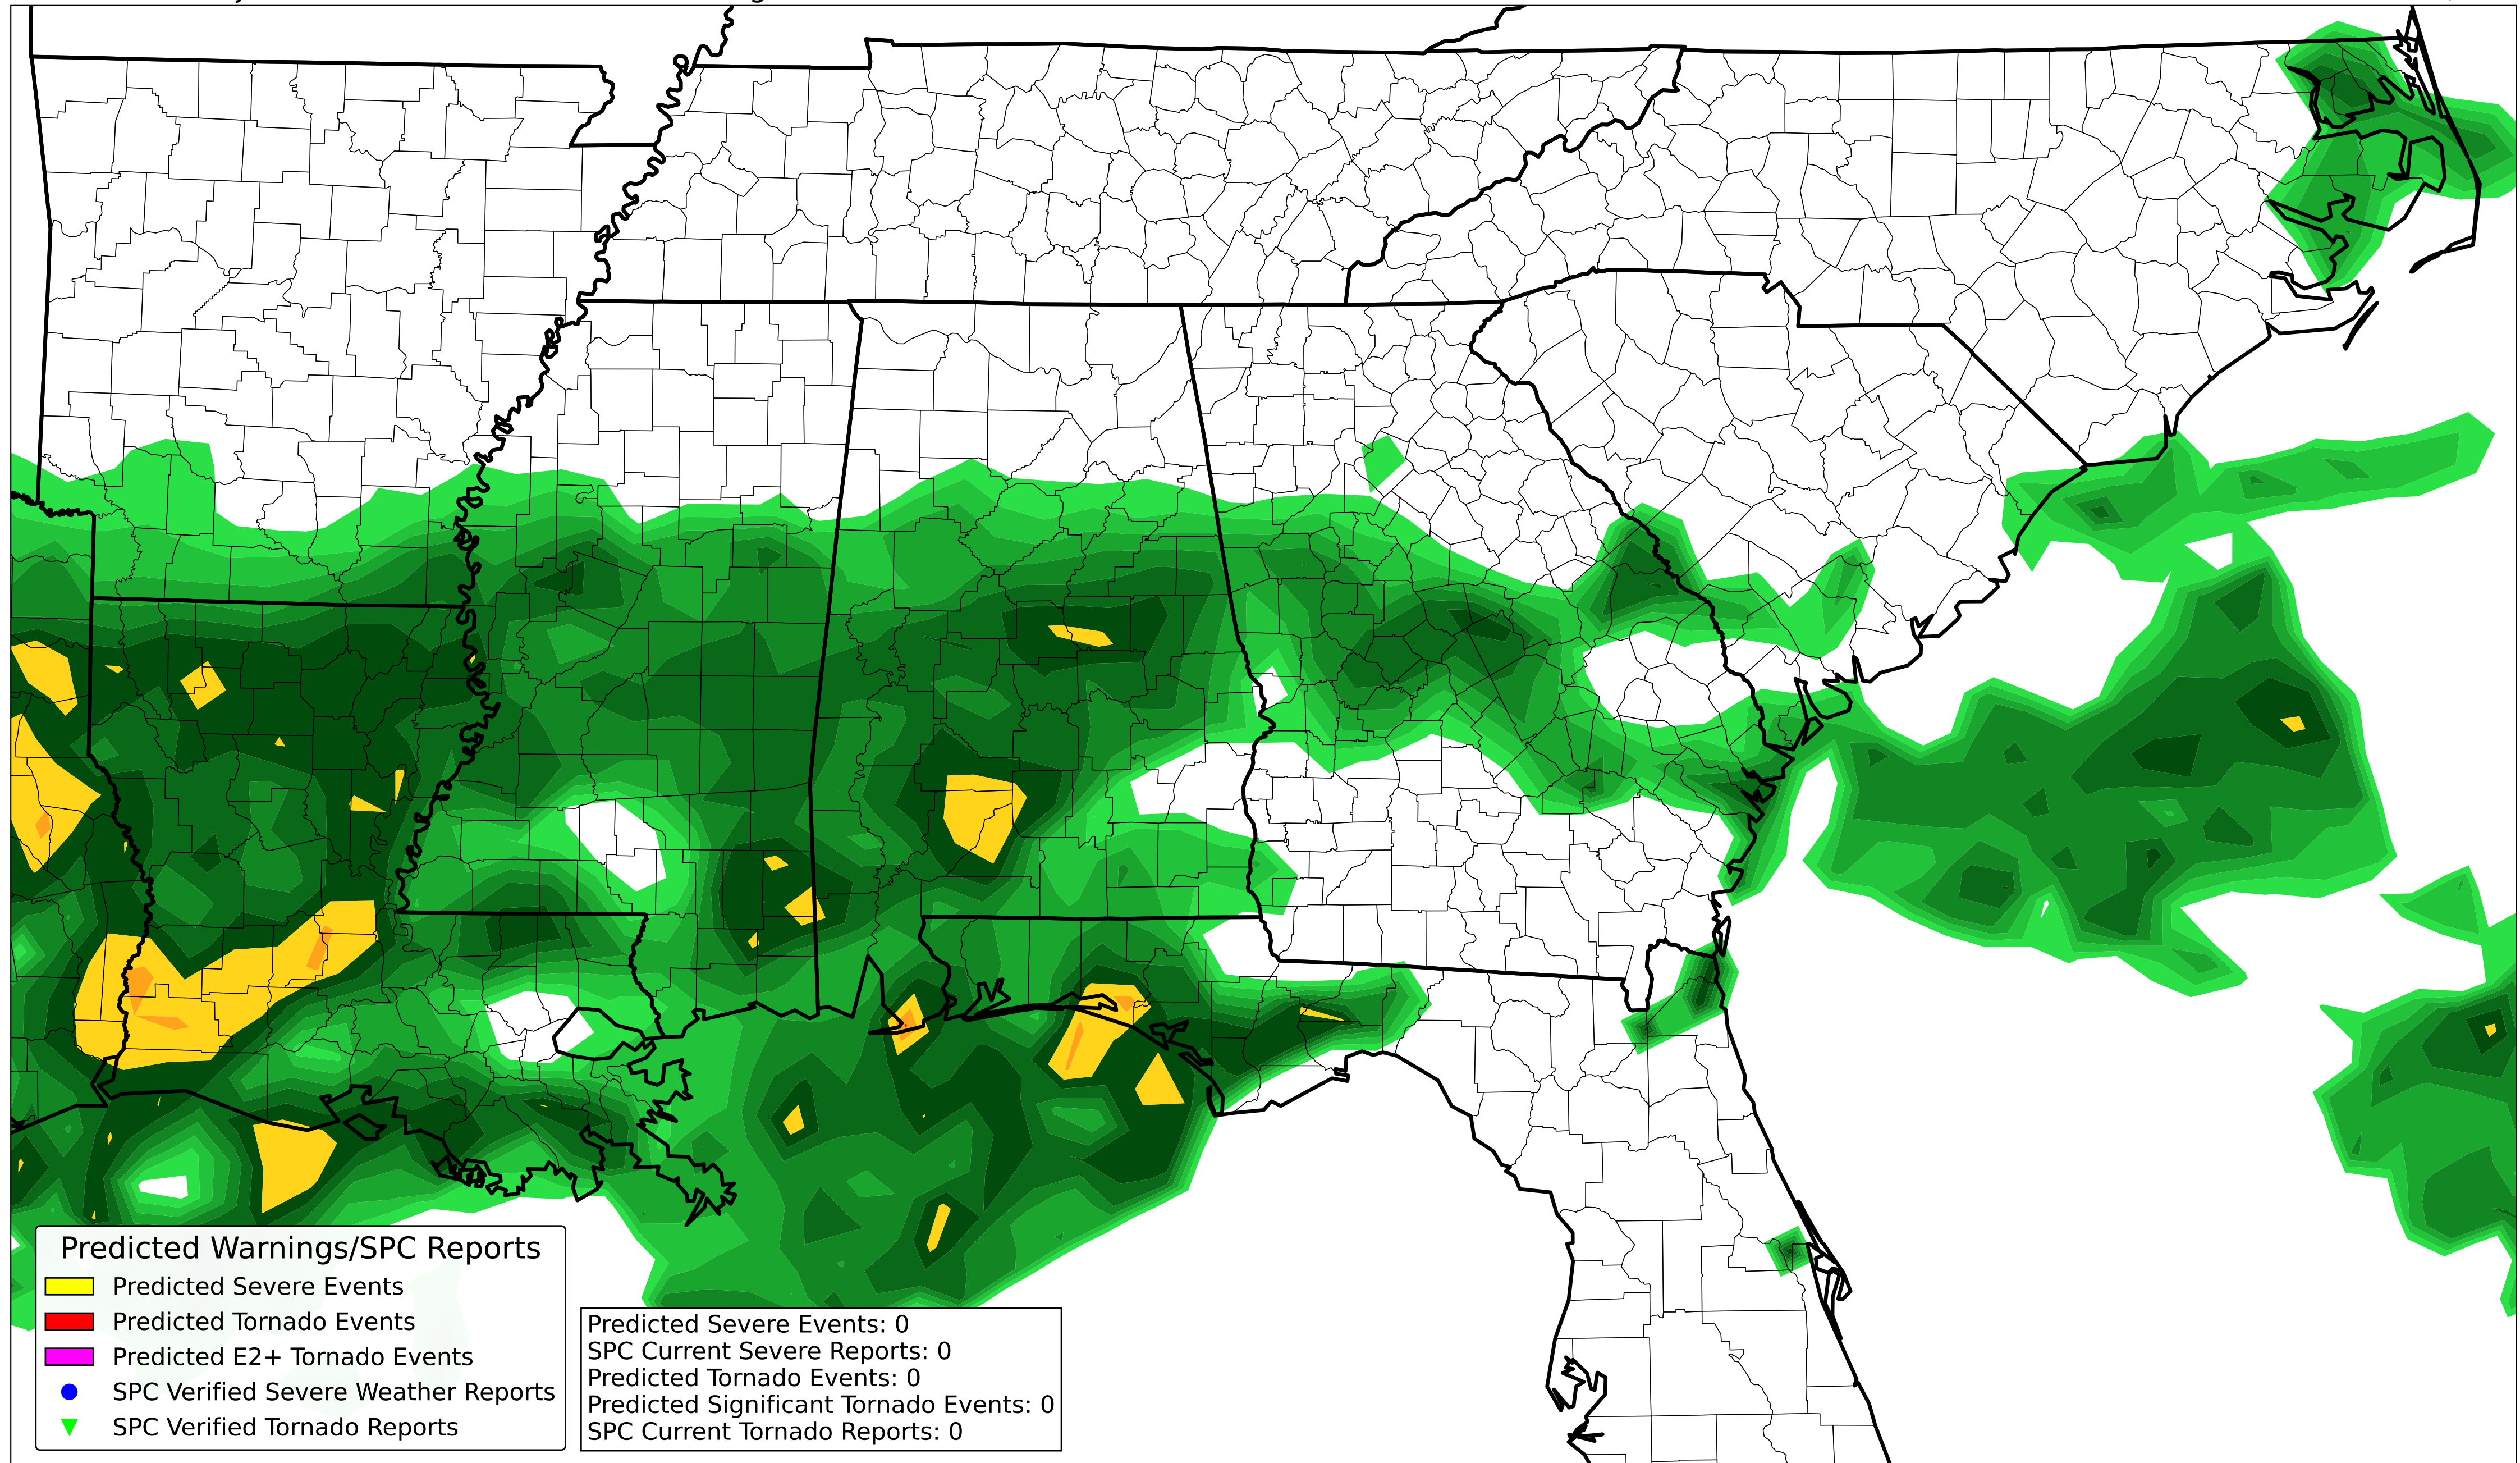 Predicted Warnings/SPC Reports
Predicted Severe Events
Predicted Tornado Events
Predicted E2+ Tornado Events
SPC Verified Severe Weather Reports
SPC Verified Tornado Reports
Predicted Severe Events: 0
SPC Current Severe Reports: 0
Predicted Tornado Events: 0
Predicted Significant Tornado Events: 0
SPC Current Tornado Reports: 0